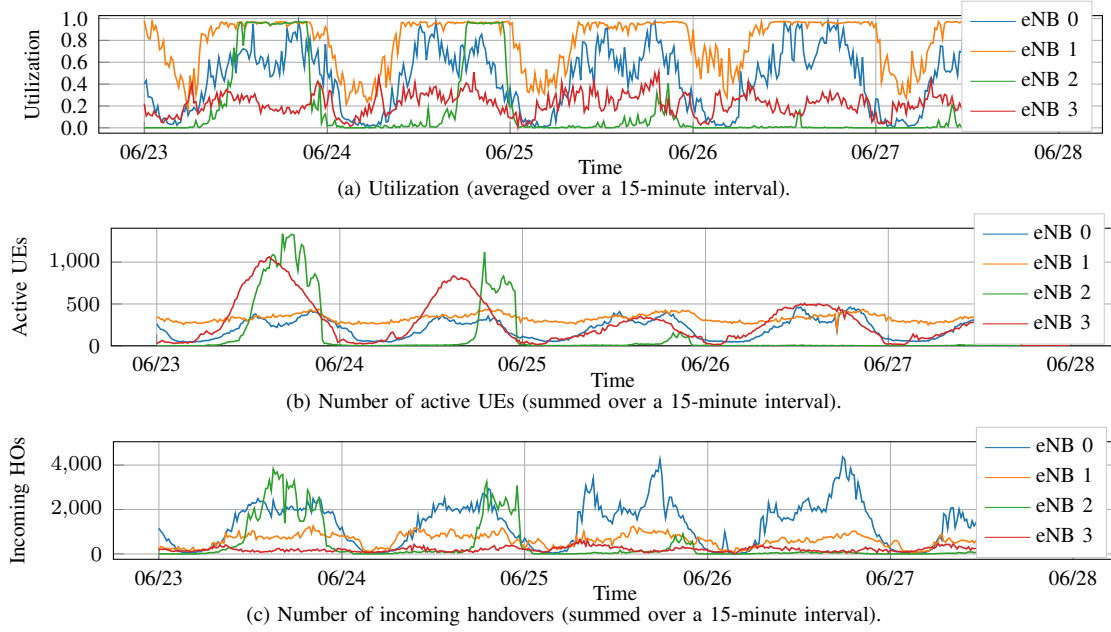 Utilization
1.0
0.8
0.6
0.4
0.2
0.0
eNB 0
eNB 1
eNB 2
eNB 3
06/23 06/24 06/25 06/26 06/27 06/28
Time
(a) Utilization (averaged over a 15-minute interval).
Active UEs
1,000
500
0
eNB 0
eNB 1
eNB 2
eNB 3
06/23 06/24 06/25 06/26 06/27 06/28
Time
(b) Number of active UEs (summed over a 15-minute interval).
Incoming HOs
4,000
2,000
0
eNB 0
eNB 1
eNB 2
eNB 3
06/23 06/24 06/25 06/26 06/27 06/28
Time
(c) Number of incoming handovers (summed over a 15-minute interval).